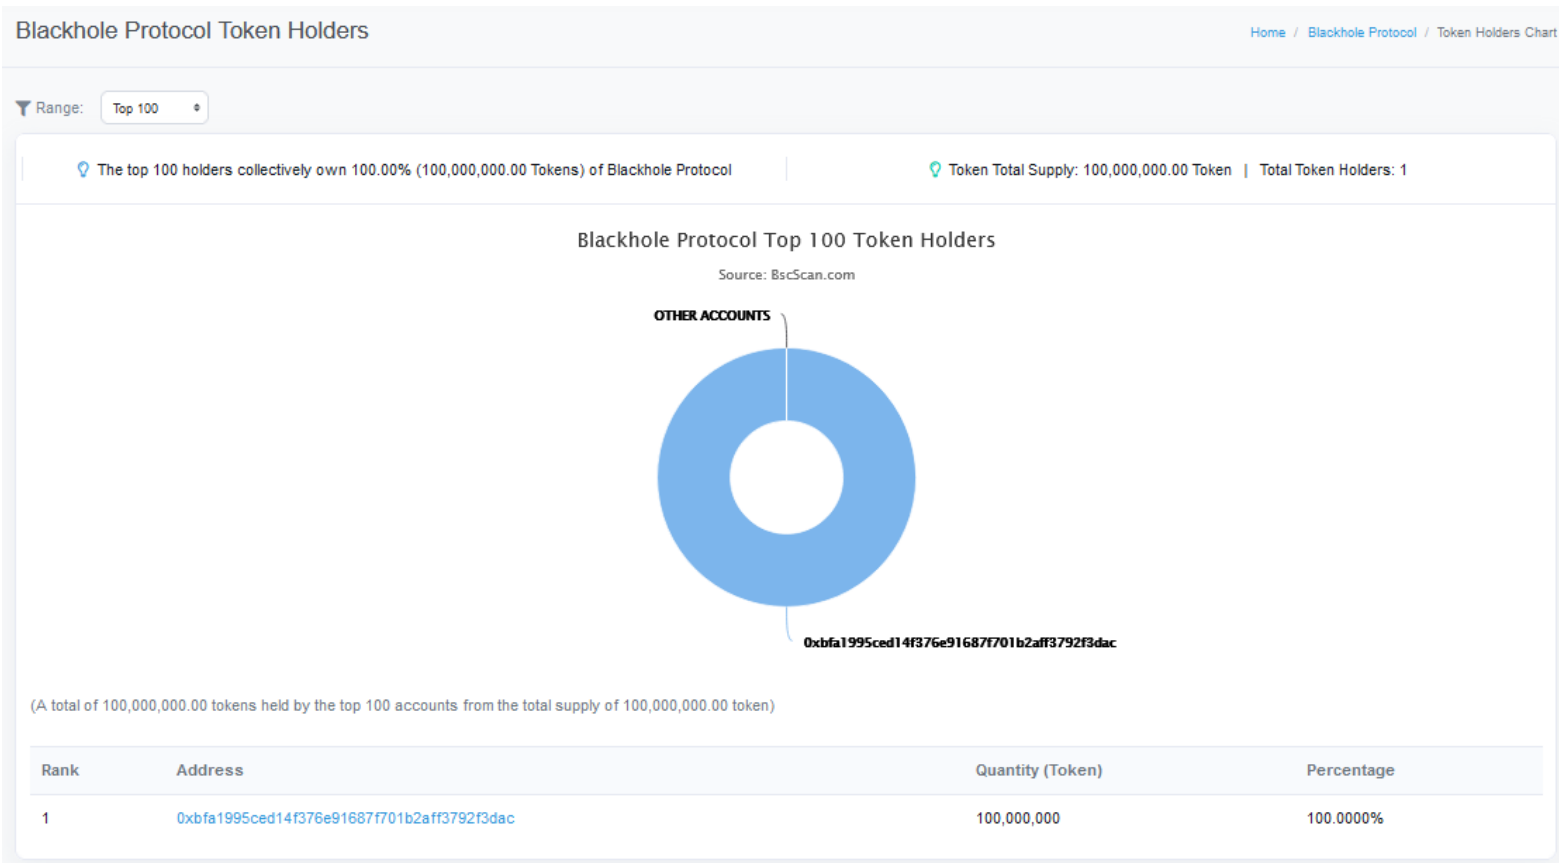 Blackhole Protocol Token Holders
Home / Blackhole Protocol / Token Holders Chart
Range: Top 100
The top 100 holders collectively own 100.00% (100,000,000.00 Tokens) of Blackhole Protocol
Token Total Supply: 100,000,000.00 Token | Total Token Holders: 1
Blackhole Protocol Top 100 Token Holders
Source: BscScan.com
OTHER ACCOUNTS
0xbfa1995ced14f376e91687f701b2aff3792f3dac
(A total of 100,000,000.00 tokens held by the top 100 accounts from the total supply of 100,000,000.00 token)
Rank Address Quantity (Token) Percentage
1 0xbfa1995ced14f376e91687f701b2aff3792f3dac 100,000,000 100.0000%